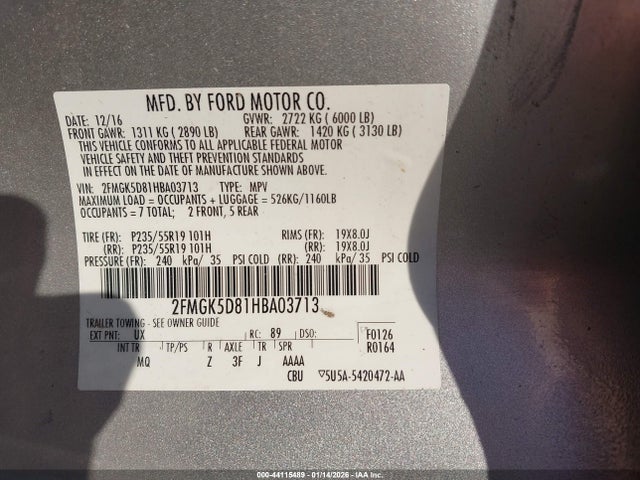 MFD. BY FORD MOTOR CO.
DATE: 12/16 GVWR: 2722 KG ( 6000 LB)
FRONT GAWR: 1311 KG ( 2890 LB) REAR GAWR: 1420 KG ( 3130 LB)
THIS VEHICLE CONFORMS TO ALL APPLICABLE FEDERAL MOTOR
VEHICLE SAFETY AND THEFT PREVENTION STANDARDS
IN EFFECT ON THE DATE OF MANUFACTURE SHOWN ABOVE.
VIN: 2FMGK5D81HBA03713 TYPE: MPV
MAXIMUM LOAD = OCCUPANTS + LUGGAGE = 526KG/1160LB
OCCUPANTS = 7 TOTAL; 2 FRONT, 5 REAR
TIRE (FR): P235/55R19 101H RIMS (FR): 19X8.0J
(RR): P235/55R19 101H (RR): 19X8.0J
PRESSURE (FR): 240 kPa/ 35 PSI COLD (RR): 240 kPa/ 35 PSI COLD
2FMGK5D81HBA03713
TRAILER TOWING - SEE OWNER GUIDE
EXT PNT: UX RC: 89 DSO: F0126
INT TR TP/PS R AXLE TR SPR R0164
MQ Z 3F J AAAA
CBU ▽5U5A-5420472-AA
000-44115489 - 01/14/2026 - IAA Inc.